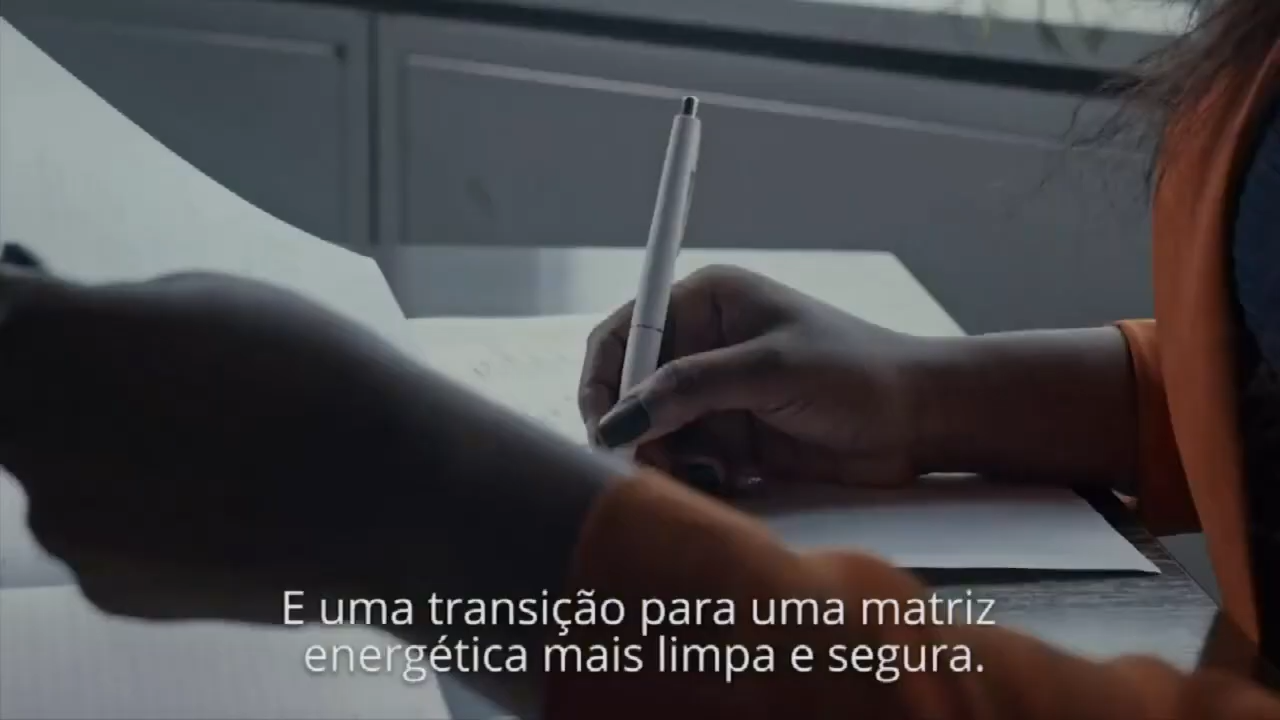 E uma transição para uma matriz
energética mais limpa e segura.